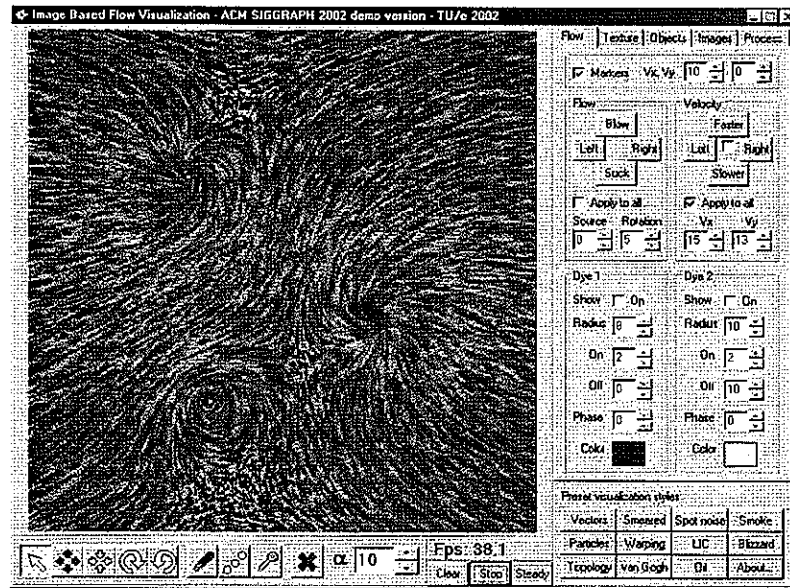 Image Based Flow Visualization - ACM SIGGRAPH 2002 demo version - TU/e 2002
Flow Texture Objects Images Process
Markers Vx, Vy 10 0
Flow Velocity
Blow Faster
Left Right Left Right
Suck Slower
Apply to all Apply to all
Source Rotation Vx Vy
0 5 15 13
Dye 1 Dye 2
Show On Show On
Radius 8 Radius 10
On 2 On 2
Off 0 Off 10
Phase 0 Phase 0
Color Color
Preset visualization styles
Vectors Smeared Spot noise Smoke
Particles Warping LIC Blizzard
Topology Van Gogh Oil About...
α 10 Fps: 38.1
Clear Stop Steady